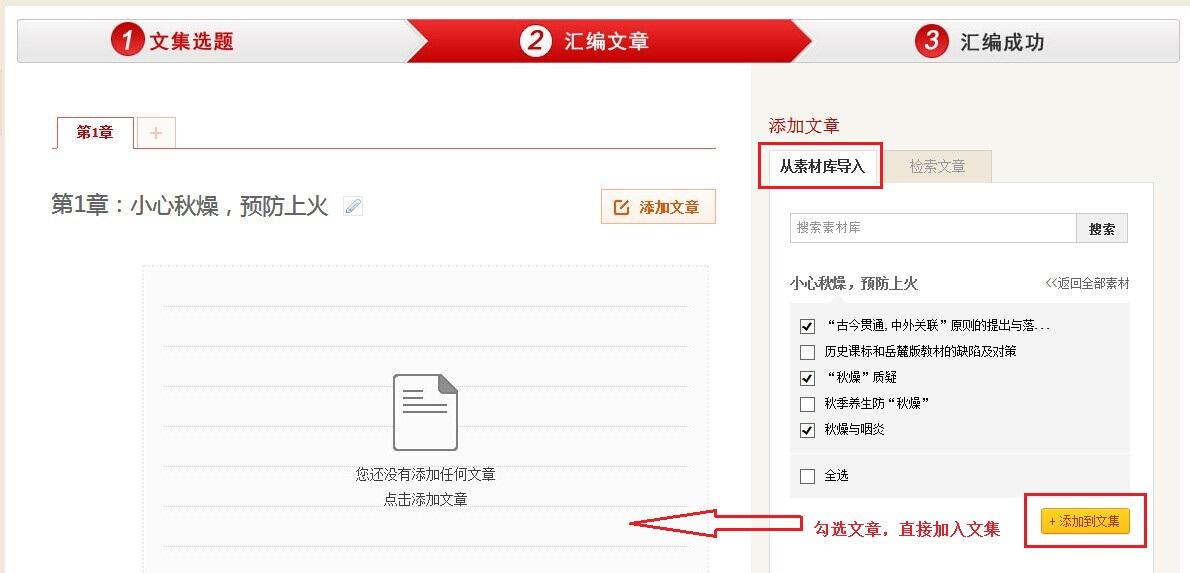 1 文集选题
2 汇编文章
3 汇编成功
第1章
+
第1章：小心秋燥，预防上火
添加文章
您还没有添加任何文章
点击添加文章
添加文章
从素材库导入
检索文章
搜索素材库
搜索
小心秋燥，预防上火
<<返回全部素材
“古今贯通,中外关联”原则的提出与落...
历史课标和岳麓版教材的缺陷及对策
“秋燥”质疑
秋季养生防“秋燥”
秋燥与咽炎
全选
+ 添加到文集
勾选文章，直接加入文集